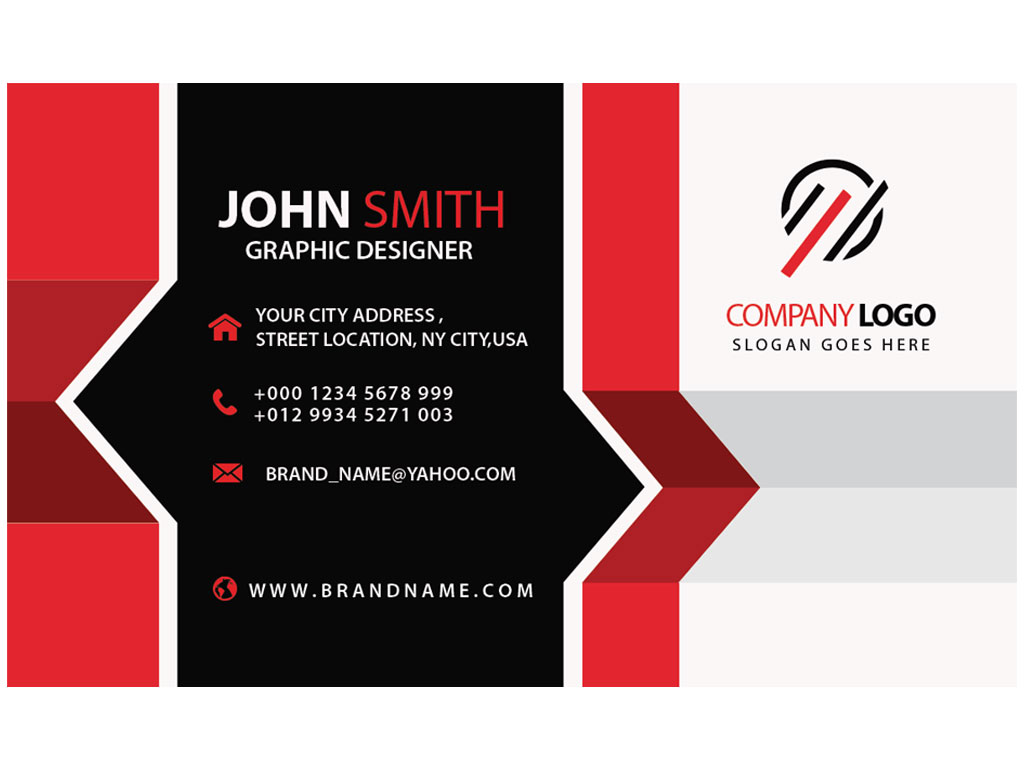 JOHN SMITH
GRAPHIC DESIGNER
YOUR CITY ADDRESS ,
STREET LOCATION, NY CITY,USA
+000 1234 5678 999
+012 9934 5271 003
BRAND_NAME@YAHOO.COM
WWW.BRANDNAME.COM
COMPANY LOGO
SLOGAN GOES HERE